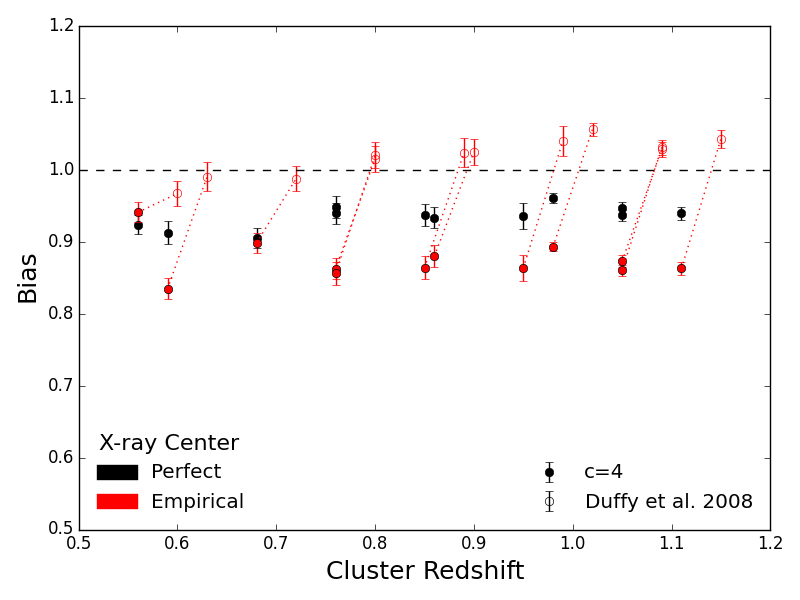 1.2
1.1
1.0
0.9
0.8
0.7
0.6
0.5
Bias
X-ray Center
Perfect
Empirical
c=4
Duffy et al. 2008
0.5 0.6 0.7 0.8 0.9 1.0 1.1 1.2
Cluster Redshift